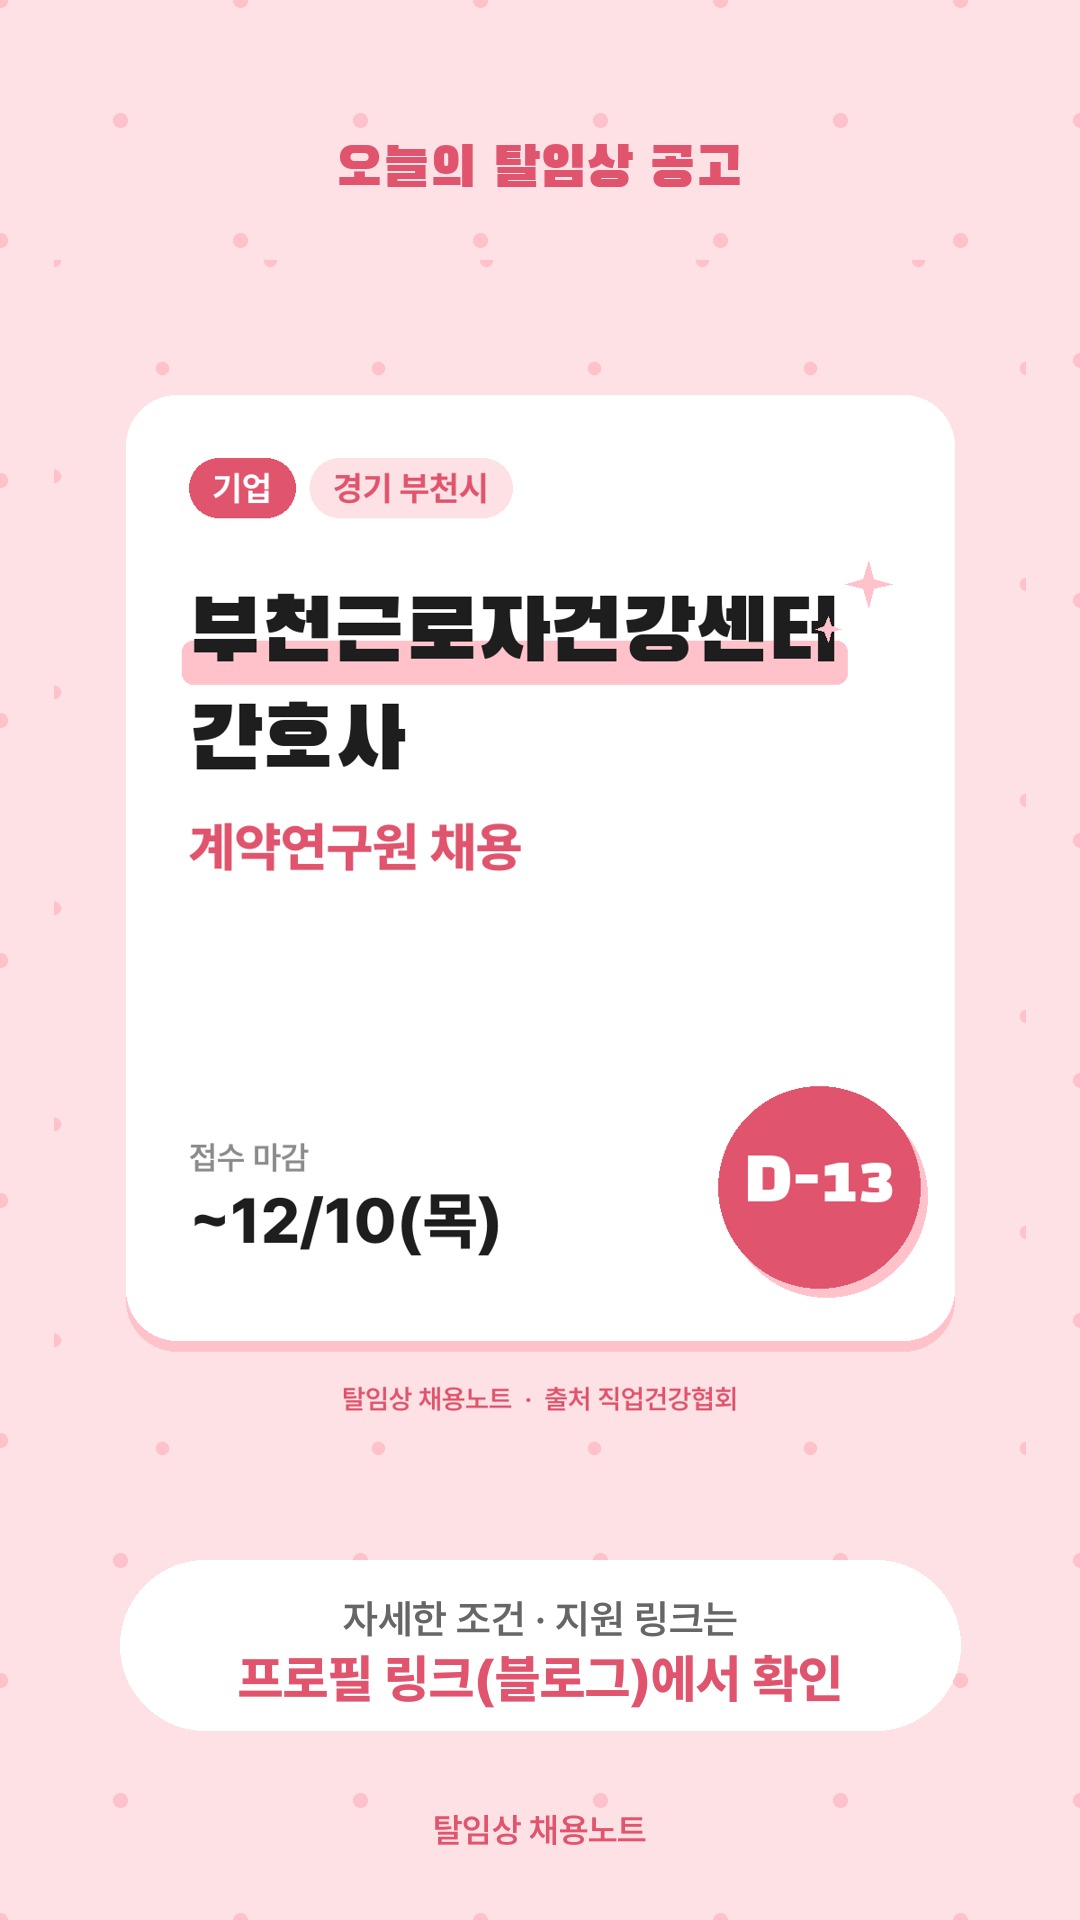 오늘의 탈임상 공고
기업
경기 부천시
부천근로자건강센터
간호사
계약연구원 채용
접수 마감
~12/10(목)
D-13
탈임상 채용노트 · 출처 직업건강협회
자세한 조건 · 지원 링크는
프로필 링크(블로그)에서 확인
탈임상 채용노트